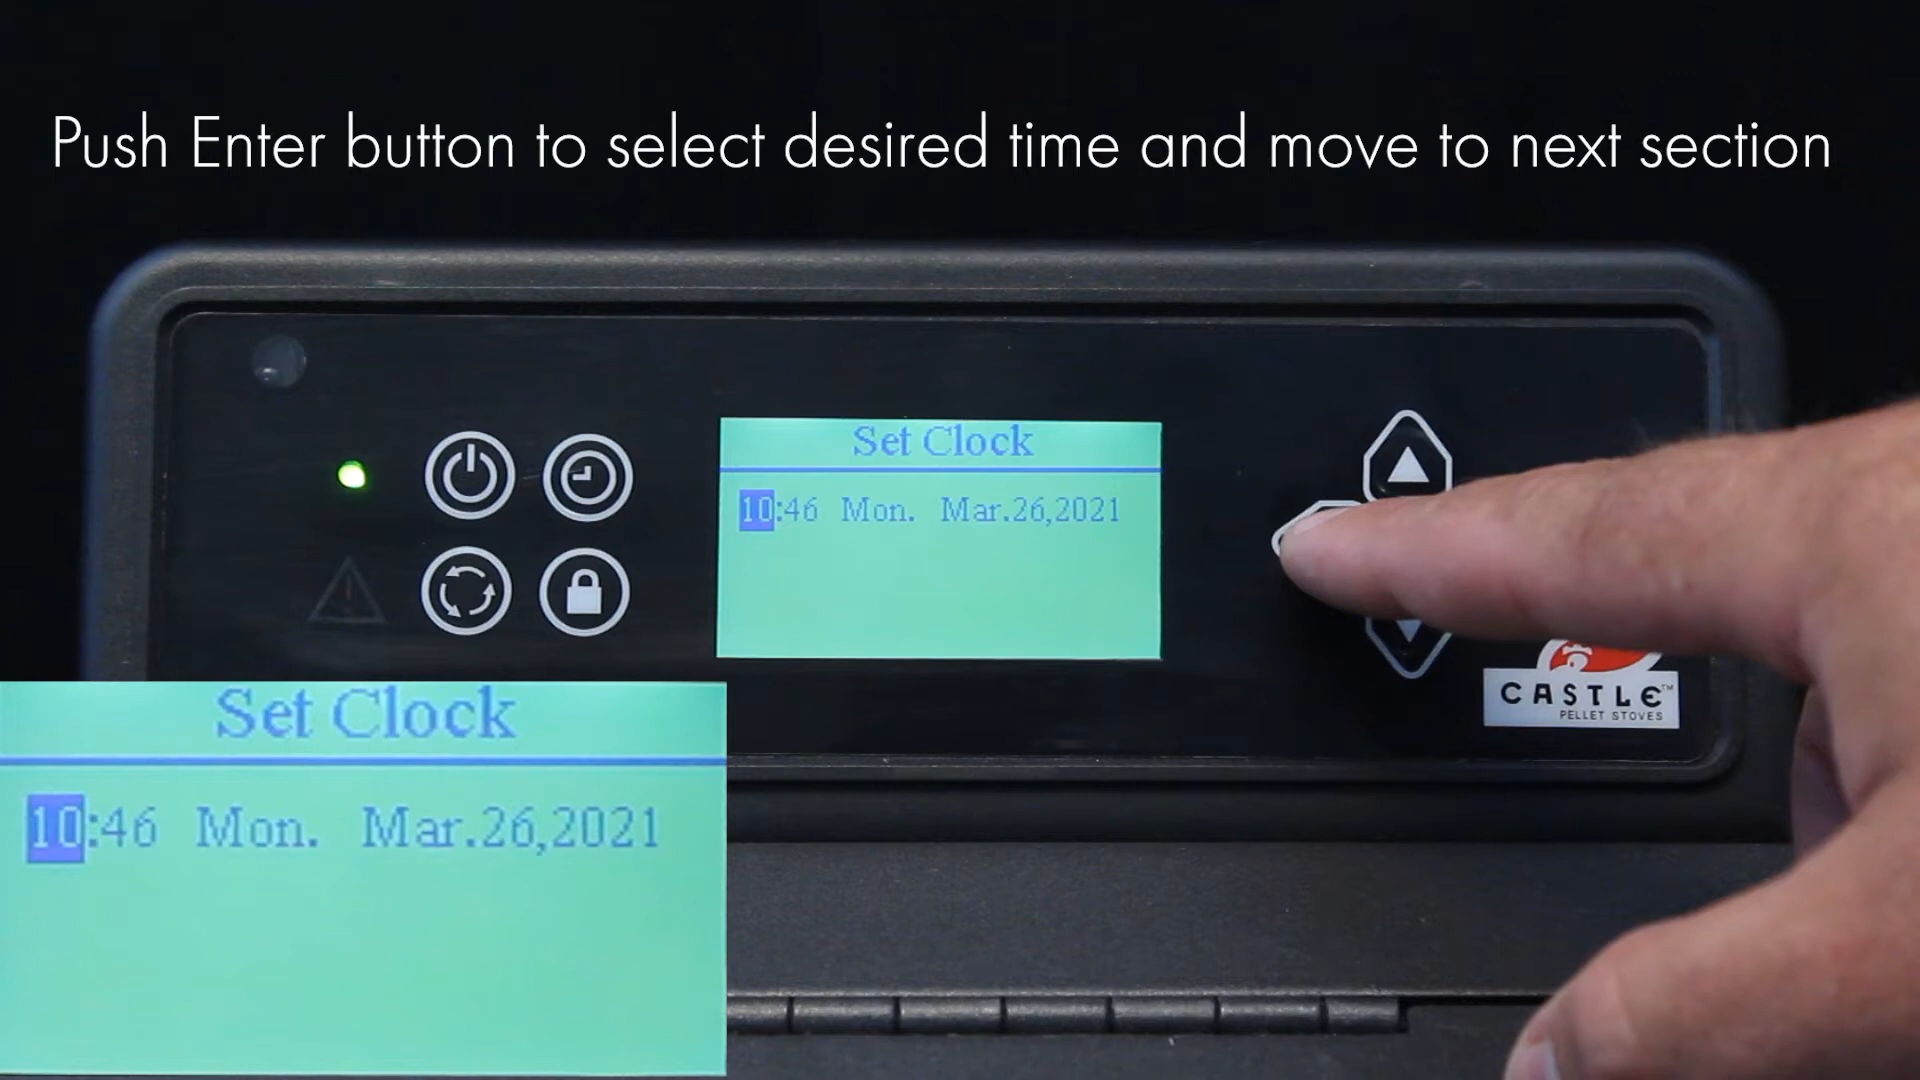 Push Enter button to select desired time and move to next section
Set Clock
10:46 Mon. Mar.26,2021
CASTLE™
PELLET STOVES
Set Clock
10:46 Mon. Mar.26,2021